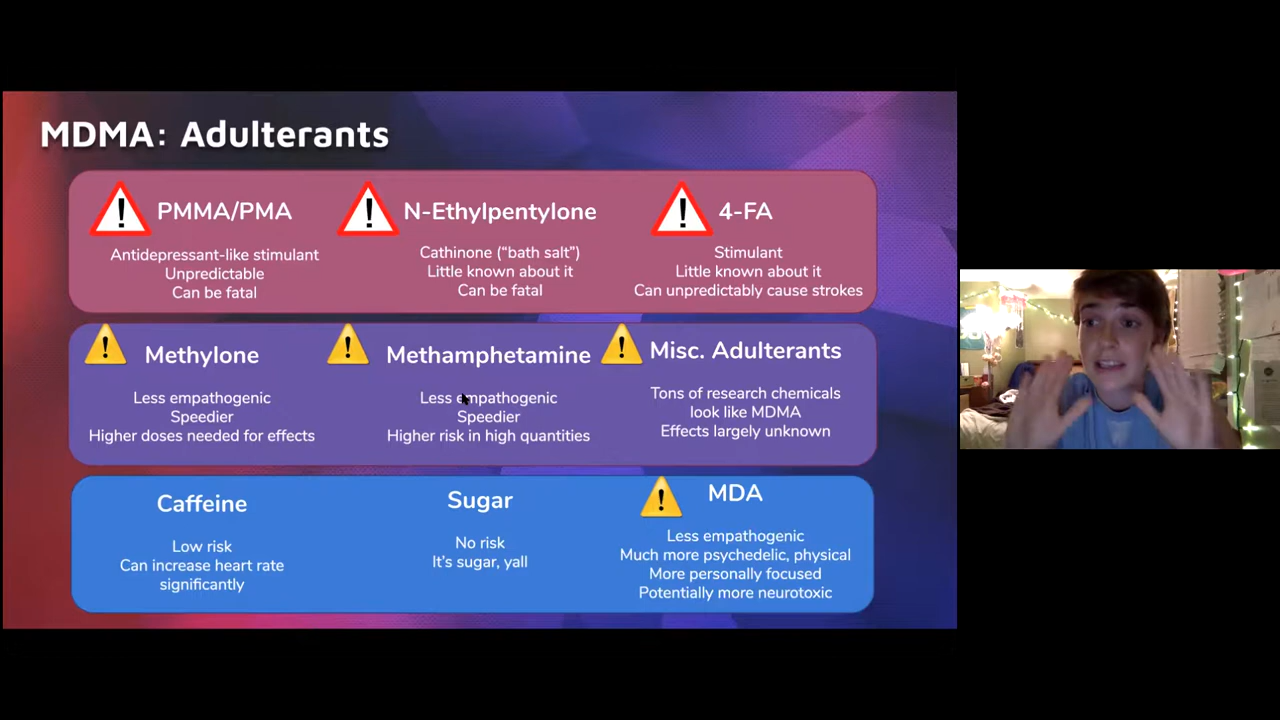 MDMA: Adulterants
PMMA/PMA
Antidepressant-like stimulant
Unpredictable
Can be fatal
N-Ethylpentylone
Cathinone ("bath salt")
Little known about it
Can be fatal
4-FA
Stimulant
Little known about it
Can unpredictably cause strokes
Methylone
Less empathogenic
Speedier
Higher doses needed for effects
Methamphetamine
Less empathogenic
Speedier
Higher risk in high quantities
Misc. Adulterants
Tons of research chemicals
look like MDMA
Effects largely unknown
Caffeine
Low risk
Can increase heart rate
significantly
Sugar
No risk
It's sugar, yall
MDA
Less empathogenic
Much more psychedelic, physical
More personally focused
Potentially more neurotoxic